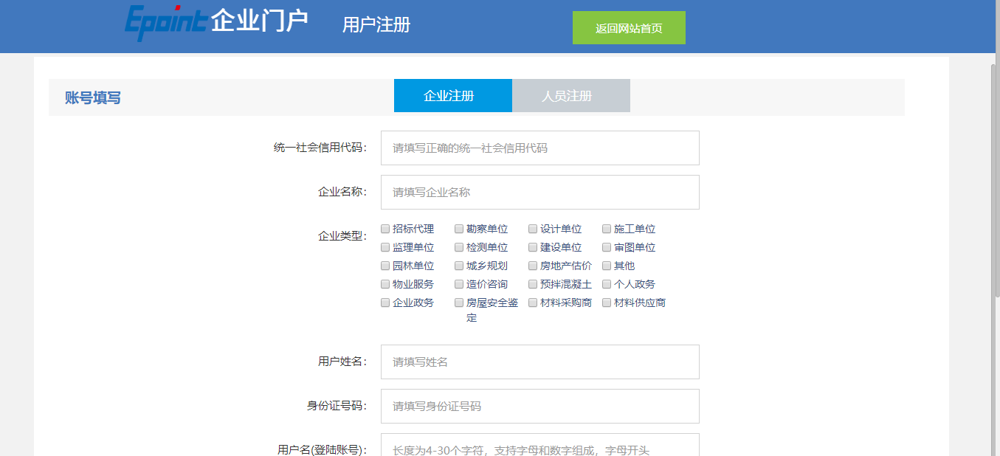 Epoint 企业门户 用户注册 返回网站首页
账号填写 企业注册 人员注册
统一社会信用代码: 请填写正确的统一社会信用代码
企业名称: 请填写企业名称
企业类型:
招标代理 勘察单位 设计单位 施工单位
监理单位 检测单位 建设单位 审图单位
园林单位 城乡规划 房地产估价 其他
物业服务 造价咨询 预拌混凝土 个人政务
企业政务 房屋安全鉴 材料采购商 材料供应商
定
用户姓名: 请填写姓名
身份证号码: 请填写身份证号码
用户名(登陆账号): 长度为4-30个字符，支持字母和数字组成，字母开头